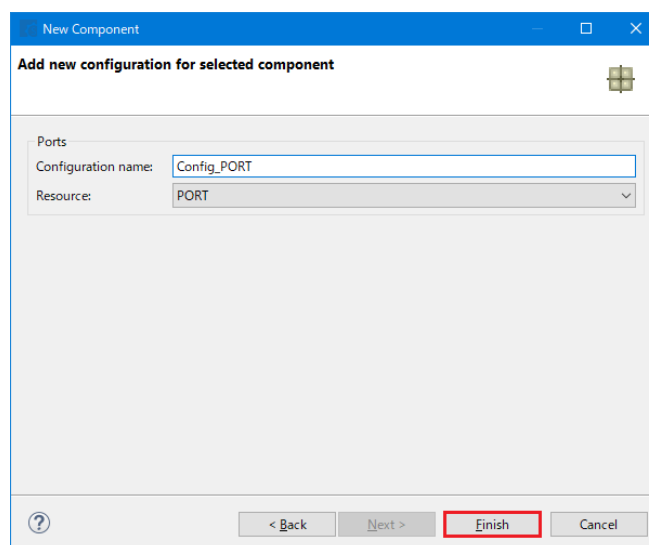 New Component
Add new configuration for selected component
Ports
Configuration name: Config_PORT
Resource: PORT
? < Back Next > Finish Cancel